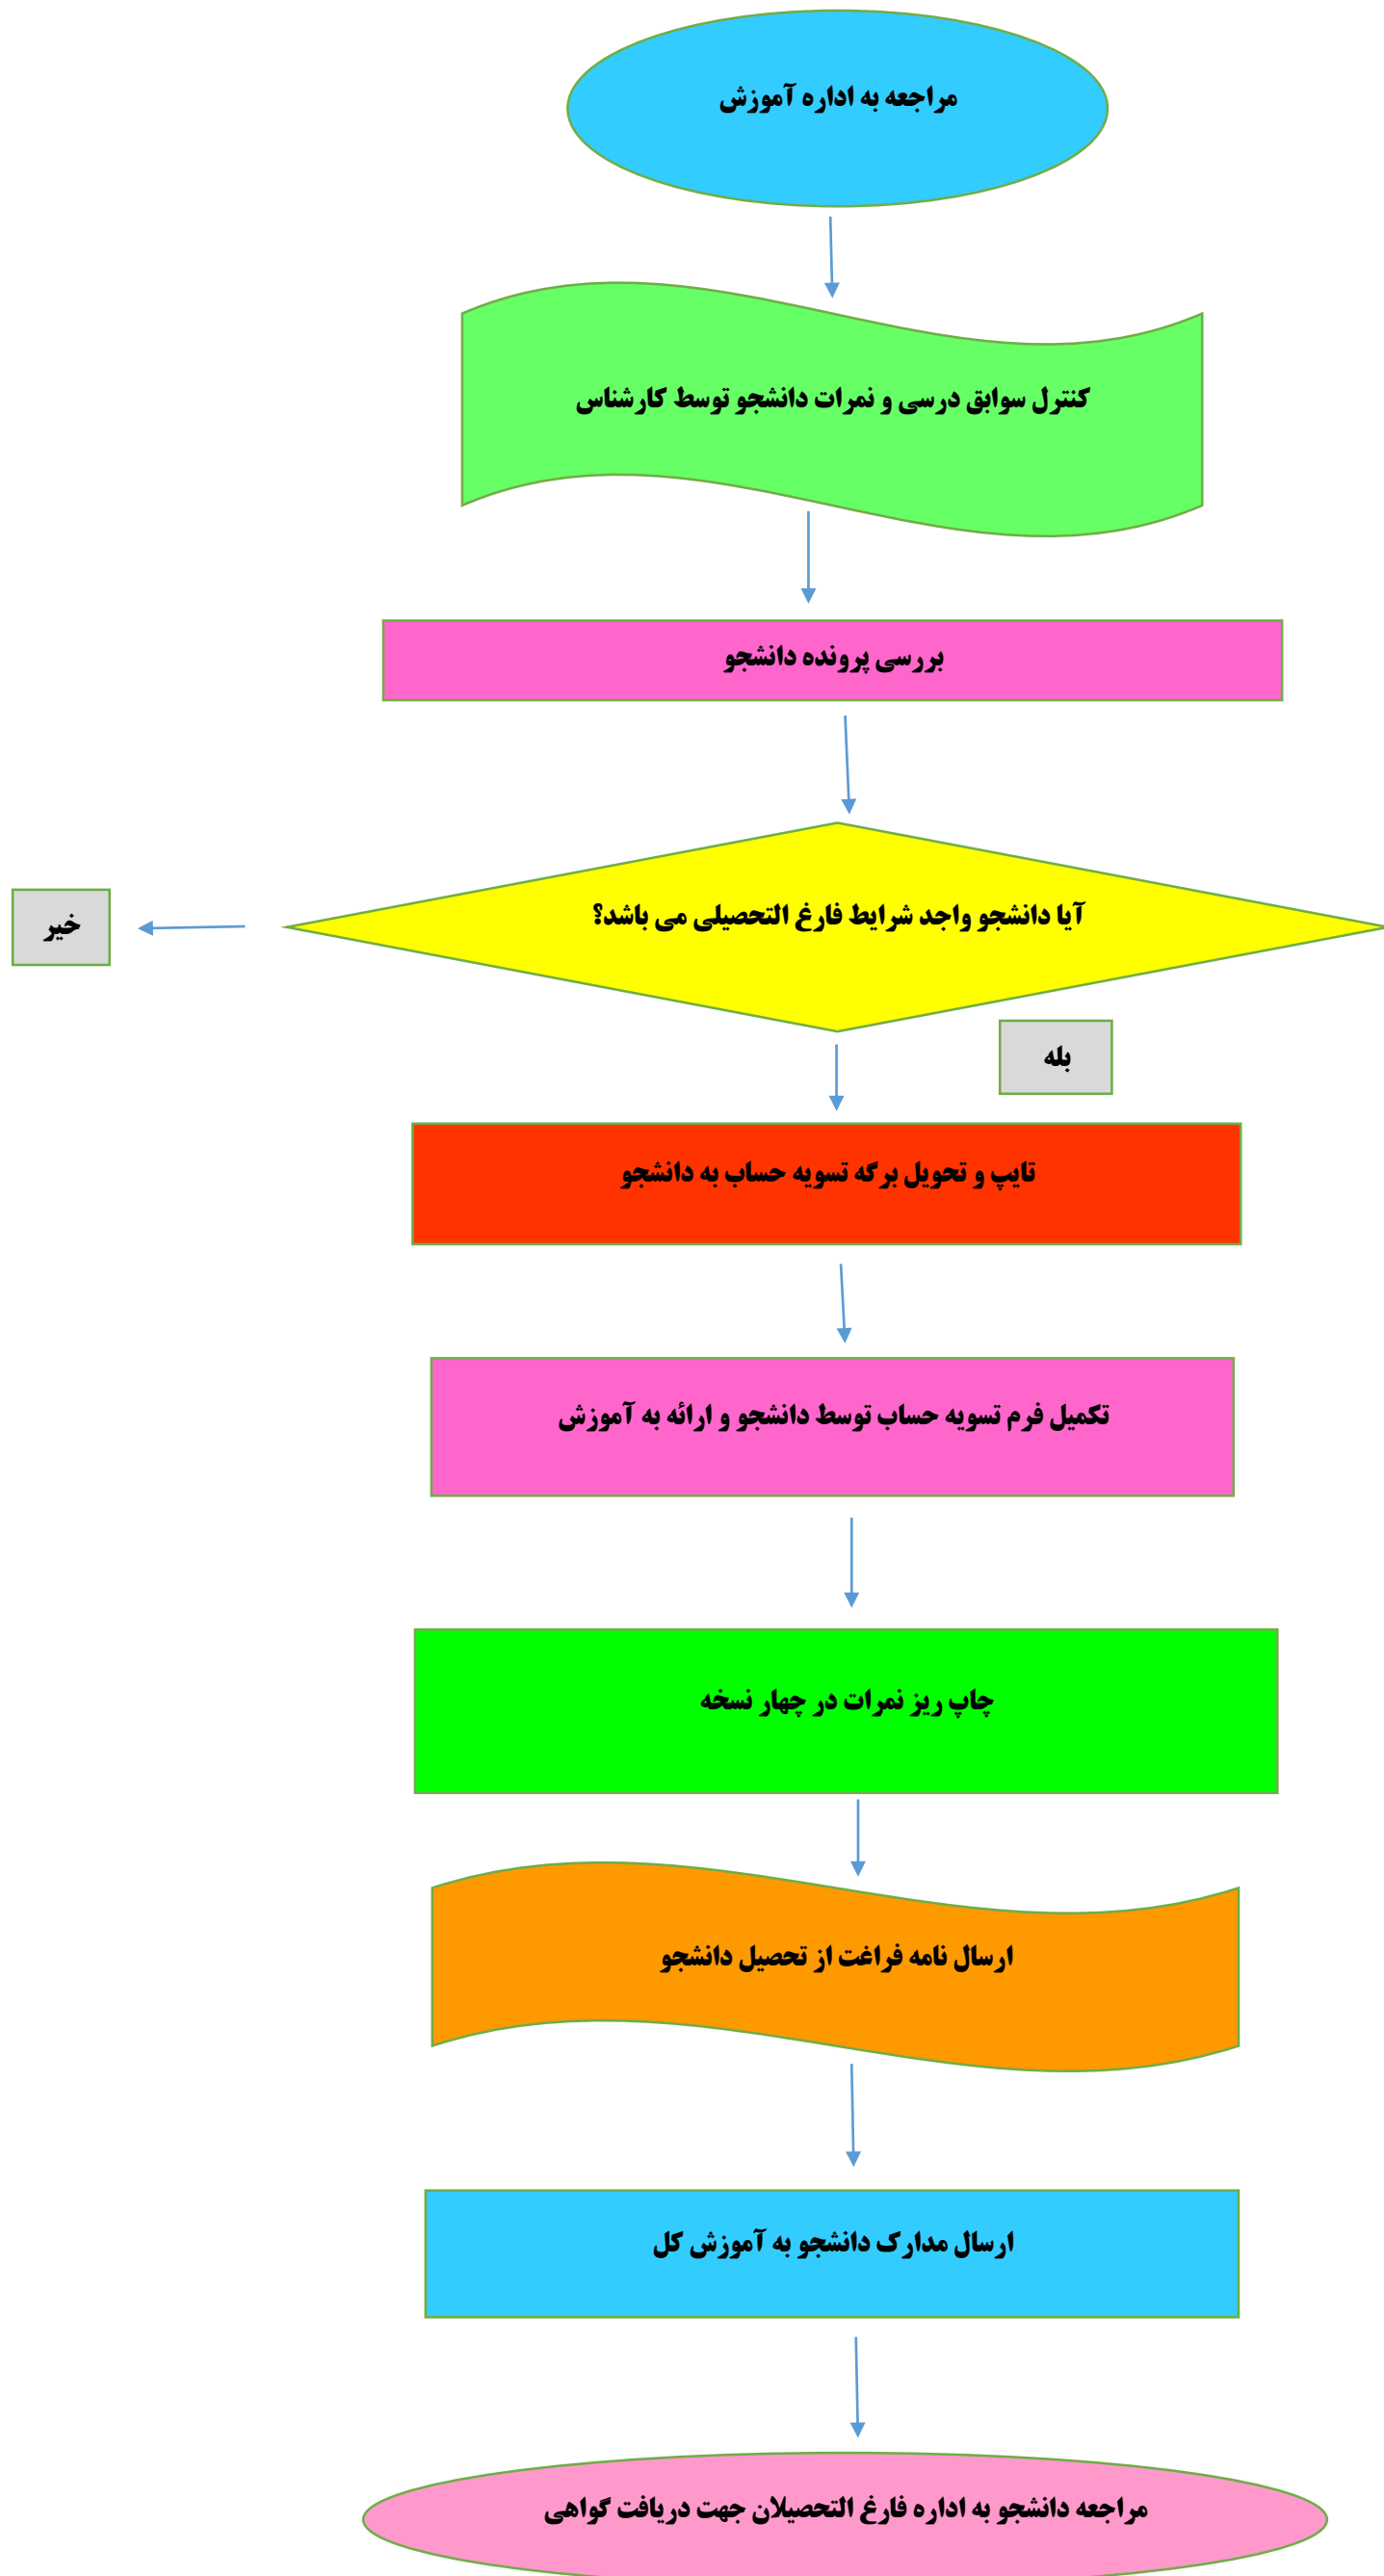 مراجعه به اداره آموزش
کنترل سوابق درسی و نمرات دانشجو توسط کارشناس
بررسی پرونده دانشجو
آیا دانشجو واجد شرایط فارغ التحصیلی می باشد؟
خیر
بله
تایپ و تحویل برگه تسویه حساب به دانشجو
تکمیل فرم تسویه حساب توسط دانشجو و ارائه به آموزش
چاپ ریز نمرات در چهار نسخه
ارسال نامه فراغت از تحصیل دانشجو
ارسال مدارک دانشجو به آموزش کل
مراجعه دانشجو به اداره فارغ التحصیلان جهت دریافت گواهی